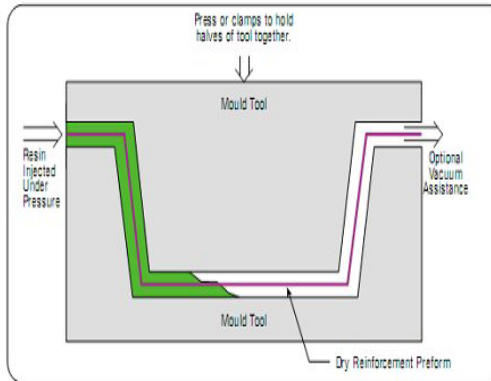 Press or clamps to hold
halves of tool together.
Mould Tool
Resin
Injected
Under
Pressure
Optional
Vacuum
Assistance
Mould Tool
Dry Reinforcement Preform